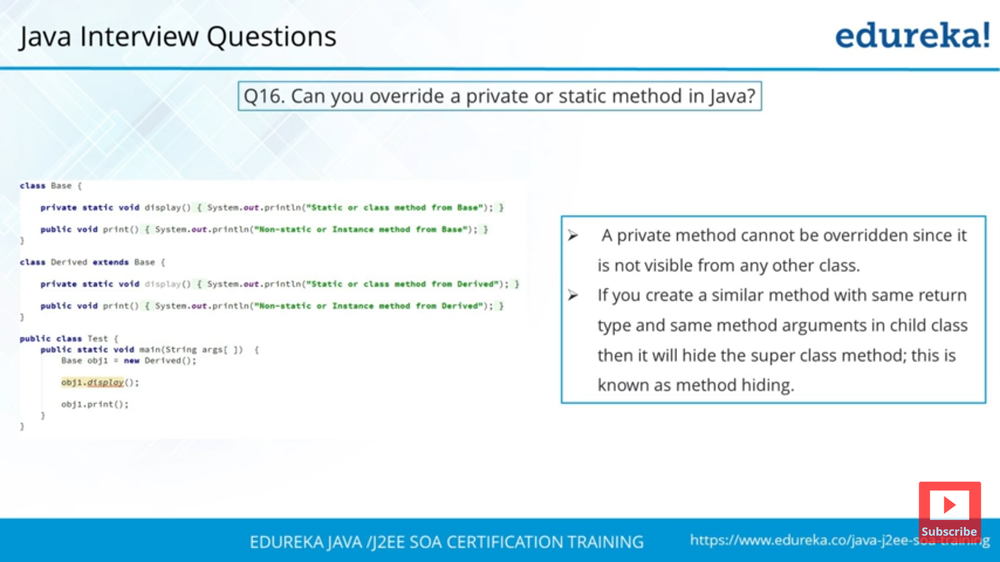 Java Interview Questions
edureka!
Q16. Can you override a private or static method in Java?
class Base {
private static void display() { System.out.println("Static or class method from Base"); }
public void print() { System.out.println("Non-static or Instance method from Base"); }
}
class Derived extends Base {
private static void display() { System.out.println("Static or class method from Derived"); }
public void print() { System.out.println("Non-static or Instance method from Derived"); }
}
public class Test {
public static void main(String args[ ])  {
Base obj1 = new Derived();
obj1.display();
obj1.print();
}
}
➢ A private method cannot be overridden since it
is not visible from any other class.
➢ If you create a similar method with same return
type and same method arguments in child class
then it will hide the super class method; this is
known as method hiding.
Subscribe
EDUREKA JAVA /J2EE SOA CERTIFICATION TRAINING
https://www.edureka.co/java-j2ee-soa-training